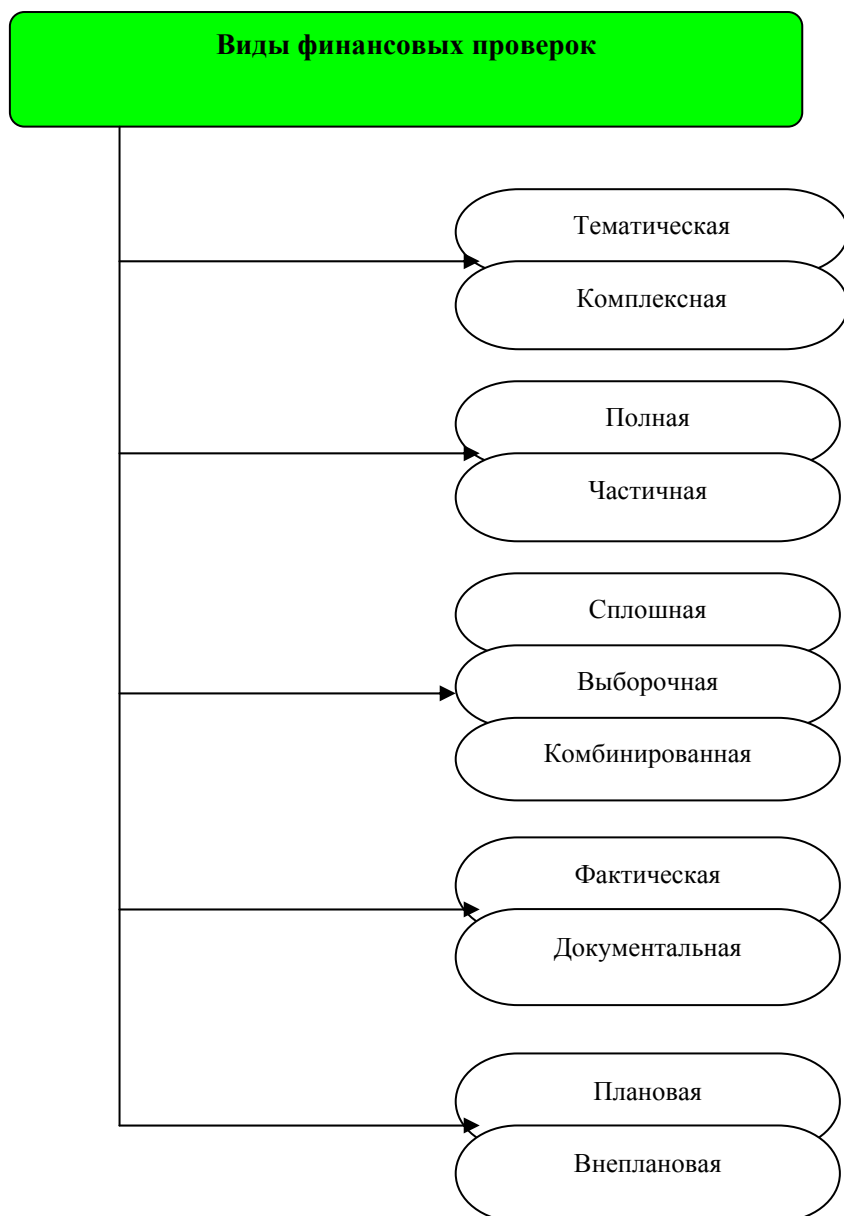 Виды финансовых проверок
Тематическая
Комплексная
Полная
Частичная
Сплошная
Выборочная
Комбинированная
Фактическая
Документальная
Плановая
Внеплановая